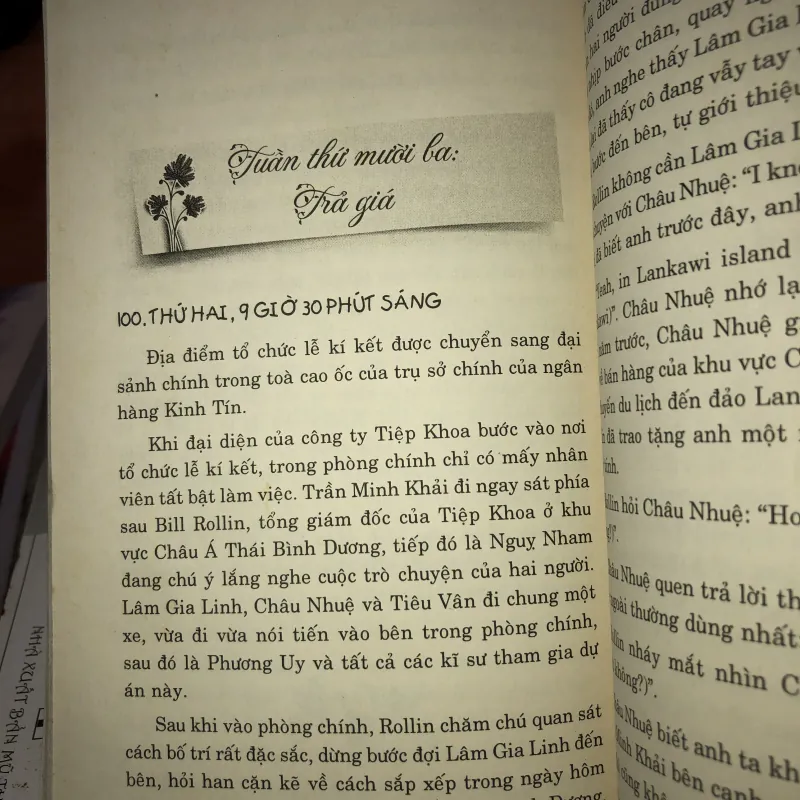 Tuần thứ mười ba:
Trả giá
100. THỨ HAI, 9 GIỜ 30 PHÚT SÁNG
Địa điểm tổ chức lễ kí kết được chuyển sang đại
sảnh chính trong toà cao ốc của trụ sở chính của ngân
hàng Kinh Tín.
Khi đại diện của công ty Tiệp Khoa bước vào nơi
tổ chức lễ kí kết, trong phòng chính chỉ có mấy nhân
viên tất bật làm việc. Trần Minh Khải đi ngay sát phía
sau Bill Rollin, tổng giám đốc của Tiệp Khoa ở khu
vực Châu Á Thái Bình Dương, tiếp đó là Nguỵ Nham
đang chú ý lắng nghe cuộc trò chuyện của hai người.
Lâm Gia Linh, Châu Nhuệ và Tiêu Vân đi chung một
xe, vừa đi vừa nói tiến vào bên trong phòng chính,
sau đó là Phương Uy và tất cả các kĩ sư tham gia dự
án này.
Sau khi vào phòng chính, Rollin chăm chú quan sát
cách bố trí rất đặc sắc, dừng bước đợi Lâm Gia Linh đến
bên, hỏi han cặn kẽ về cách sắp xếp trong ngày hôm
Dương,
đã điều
hai người đứng
bước chân, quay
anh nghe thấy Lâm Gia
đã thấy cô đang vẫy tay
bước đến bên, tự giới thiệu
không cần Lâm Gia
chuyện với Châu Nhuệ: “I
đã biết anh trước đây, anh
in Lankawi island
Châu Nhuệ nhớ lạ
năm trước, Châu Nhuệ
bán hàng của khu vực
du lịch đến đảo
đã trao tặng anh một
hỏi Châu Nhuệ:
Nhuệ quen trả lời
thường dùng nhất:
nháy mắt nhìn
không?)”.
Nhuệ biết anh ta
Khải bên cạnh
NHÀ XUẤT BẢN